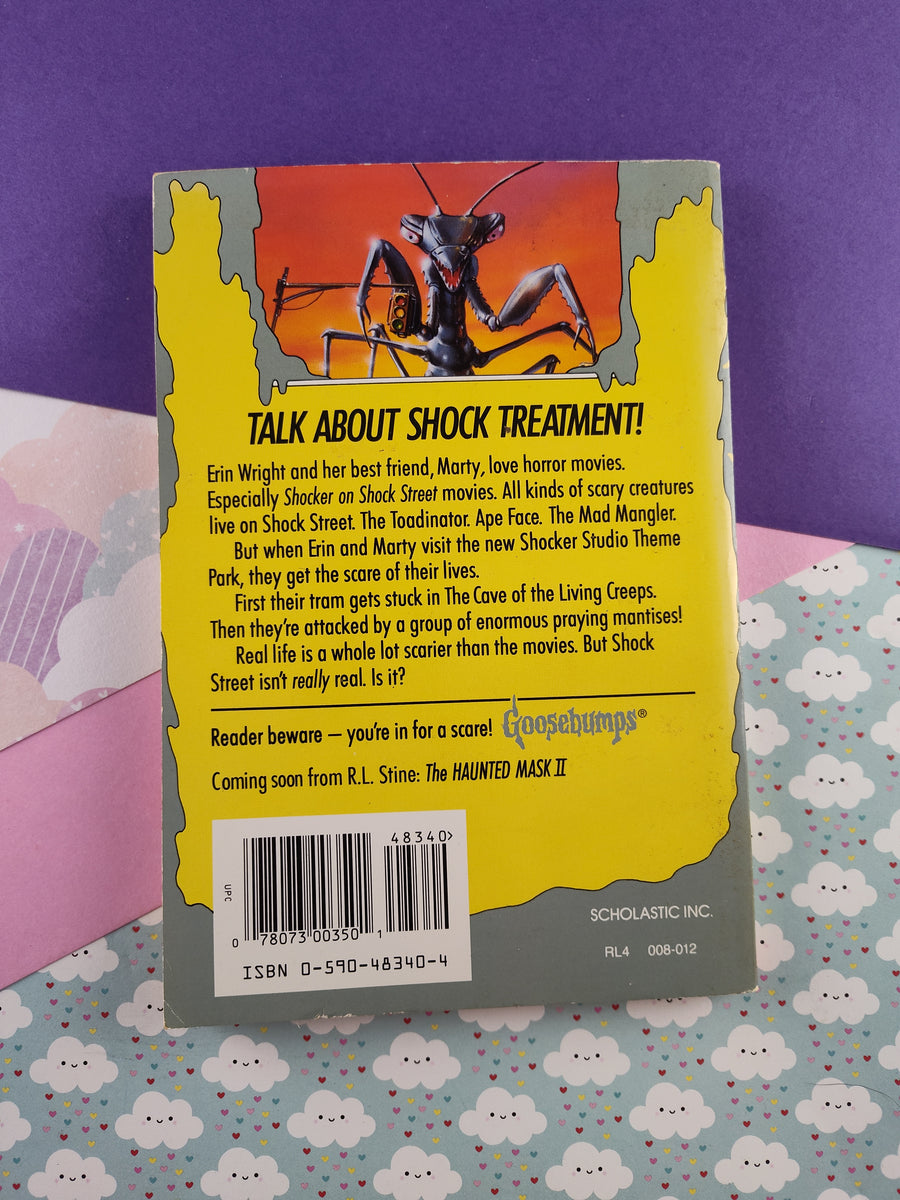 TALK ABOUT SHOCK TREATMENT!
Erin Wright and her best friend, Marty, love horror movies.
Especially Shocker on Shock Street movies. All kinds of scary creatures
live on Shock Street. The Toadinator. Ape Face. The Mad Mangler.
But when Erin and Marty visit the new Shocker Studio Theme
Park, they get the scare of their lives.
First their tram gets stuck in The Cave of the Living Creeps.
Then they're attacked by a group of enormous praying mantises!
Real life is a whole lot scarier than the movies. But Shock
Street isn't really real. Is it?
Reader beware — you're in for a scare! Goosebumps®
Coming soon from R.L. Stine: The HAUNTED MASK II
48340>
UPC
0 78073 00350 1
ISBN 0-590-48340-4
SCHOLASTIC INC.
RL4 008-012